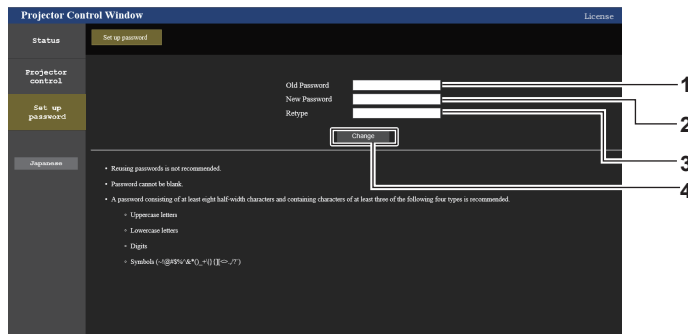 Projector Control Window
License
Status
Set up password
Projector
control
Set up
password
Japanese
Old Password
New Password
Retype
Change
1
2
3
4
• Reusing passwords is not recommended.
• Password cannot be blank.
• A password consisting of at least eight half-width characters and containing characters of at least three of the following four types is recommended.
◦ Uppercase letters
◦ Lowercase letters
◦ Digits